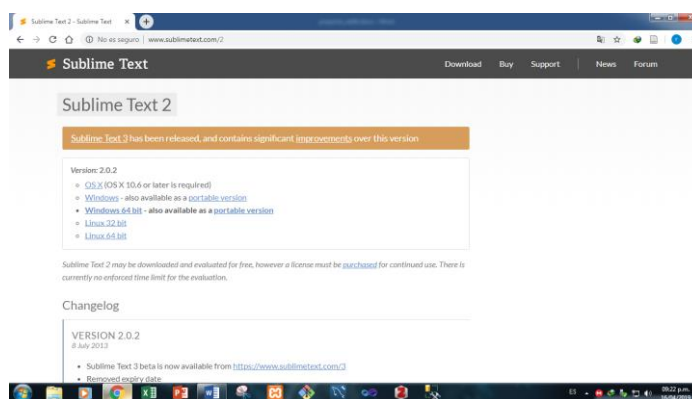 Sublime Text 2 - Sublime Text
No es seguro | www.sublimetext.com/2
Sublime Text
Download Buy Support News Forum
Sublime Text 2
Sublime Text 3 has been released, and contains significant improvements over this version
Version: 2.0.2
OS X (OS X 10.6 or later is required)
Windows - also available as a portable version
Windows 64 bit - also available as a portable version
Linux 32 bit
Linux 64 bit
Sublime Text 2 may be downloaded and evaluated for free, however a license must be purchased for continued use. There is
currently no enforced time limit for the evaluation.
Changelog
VERSION 2.0.2
8 July 2013
Sublime Text 3 beta is now available from https://www.sublimetext.com/3
Removed expiry date
ES
09:22 p.m.